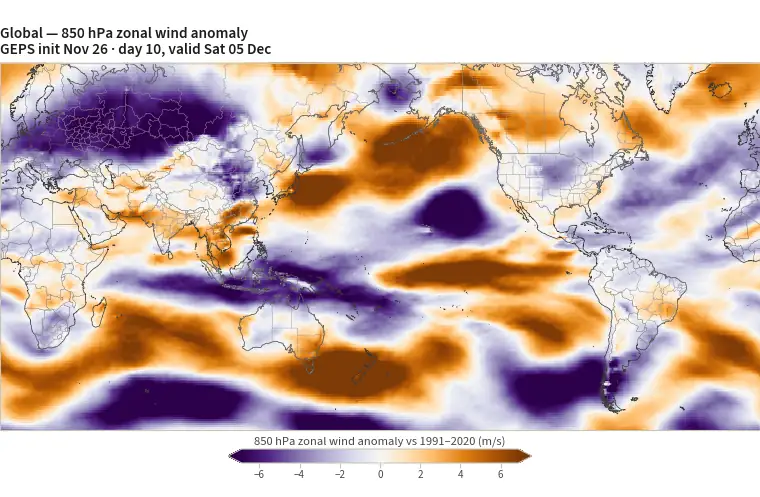 Global — 850 hPa zonal wind anomaly
GEPS init Nov 26 · day 10, valid Sat 05 Dec
850 hPa zonal wind anomaly vs 1991–2020 (m/s)
−6 −4 −2 0 2 4 6